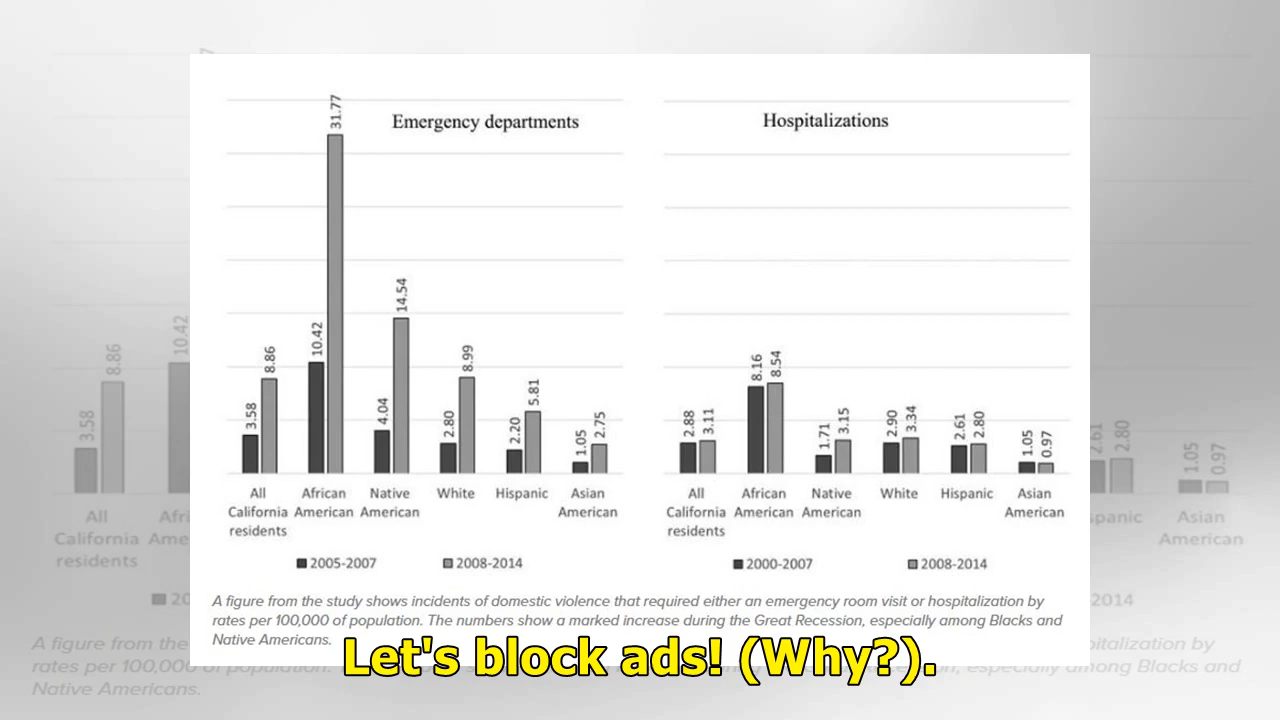 Emergency departments
31.77
14.54
10.42
8.86
8.99
3.58
4.04
2.80
2.20
5.81
1.05
2.75
All California residents
African American
Native American
White
Hispanic
Asian American
2005-2007
2008-2014
Hospitalizations
2.88
3.11
8.16
8.54
1.71
3.15
2.90
3.34
2.61
2.80
1.05
0.97
All California residents
African American
Native American
White
Hispanic
Asian American
2000-2007
2008-2014
A figure from the study shows incidents of domestic violence that required either an emergency room visit or hospitalization by
rates per 100,000 of population. The numbers show a marked increase during the Great Recession, especially among Blacks and
Native Americans.
Let's block ads! (Why?).